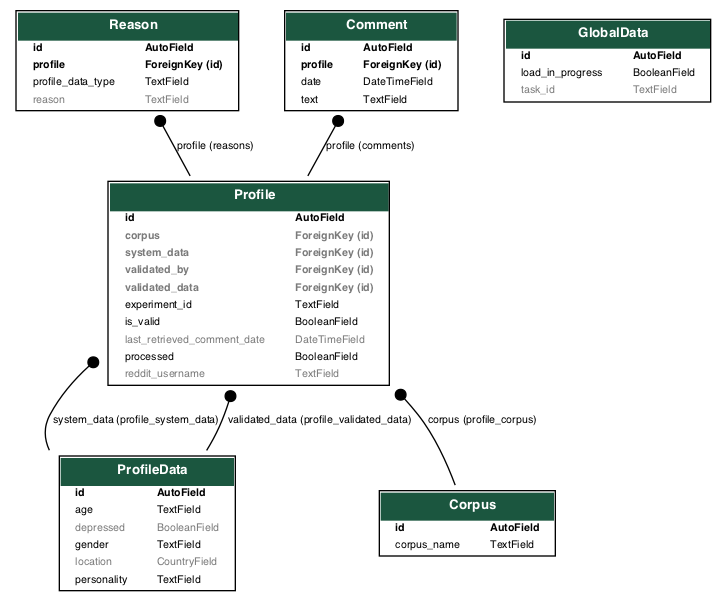 Reason
id AutoField
profile ForeignKey (id)
profile_data_type TextField
reason TextField
Comment
id AutoField
profile ForeignKey (id)
date DateTimeField
text TextField
GlobalData
id AutoField
load_in_progress BooleanField
task_id TextField
profile (reasons)
profile (comments)
Profile
id AutoField
corpus ForeignKey (id)
system_data ForeignKey (id)
validated_by ForeignKey (id)
validated_data ForeignKey (id)
experiment_id TextField
is_valid BooleanField
last_retrieved_comment_date DateTimeField
processed BooleanField
reddit_username TextField
system_data (profile_system_data)
validated_data (profile_validated_data)
corpus (profile_corpus)
ProfileData
id AutoField
age TextField
depressed BooleanField
gender TextField
location CountryField
personality TextField
Corpus
id AutoField
corpus_name TextField